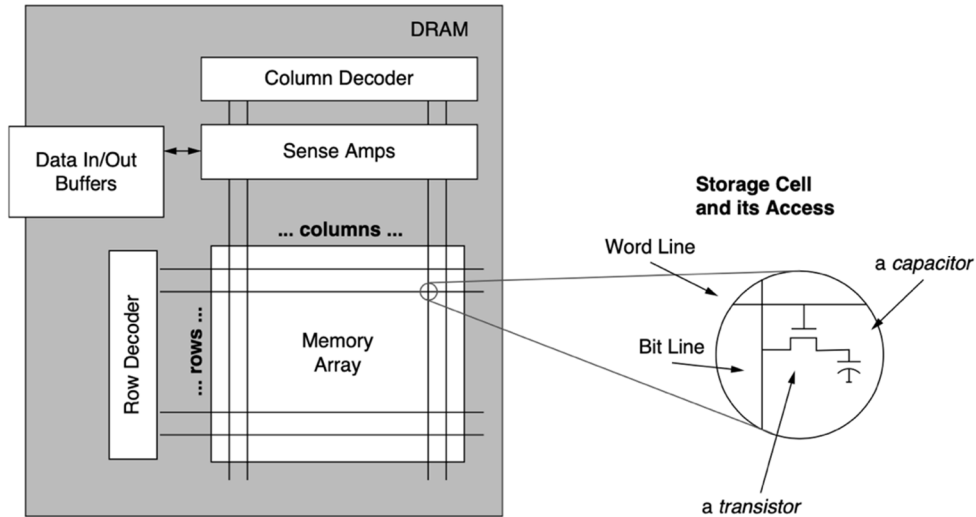 DRAM
Column Decoder
Data In/Out
Buffers
Sense Amps
... columns ...
Row Decoder
... rows ...
Memory
Array
Storage Cell
and its Access
Word Line
a capacitor
Bit Line
a transistor